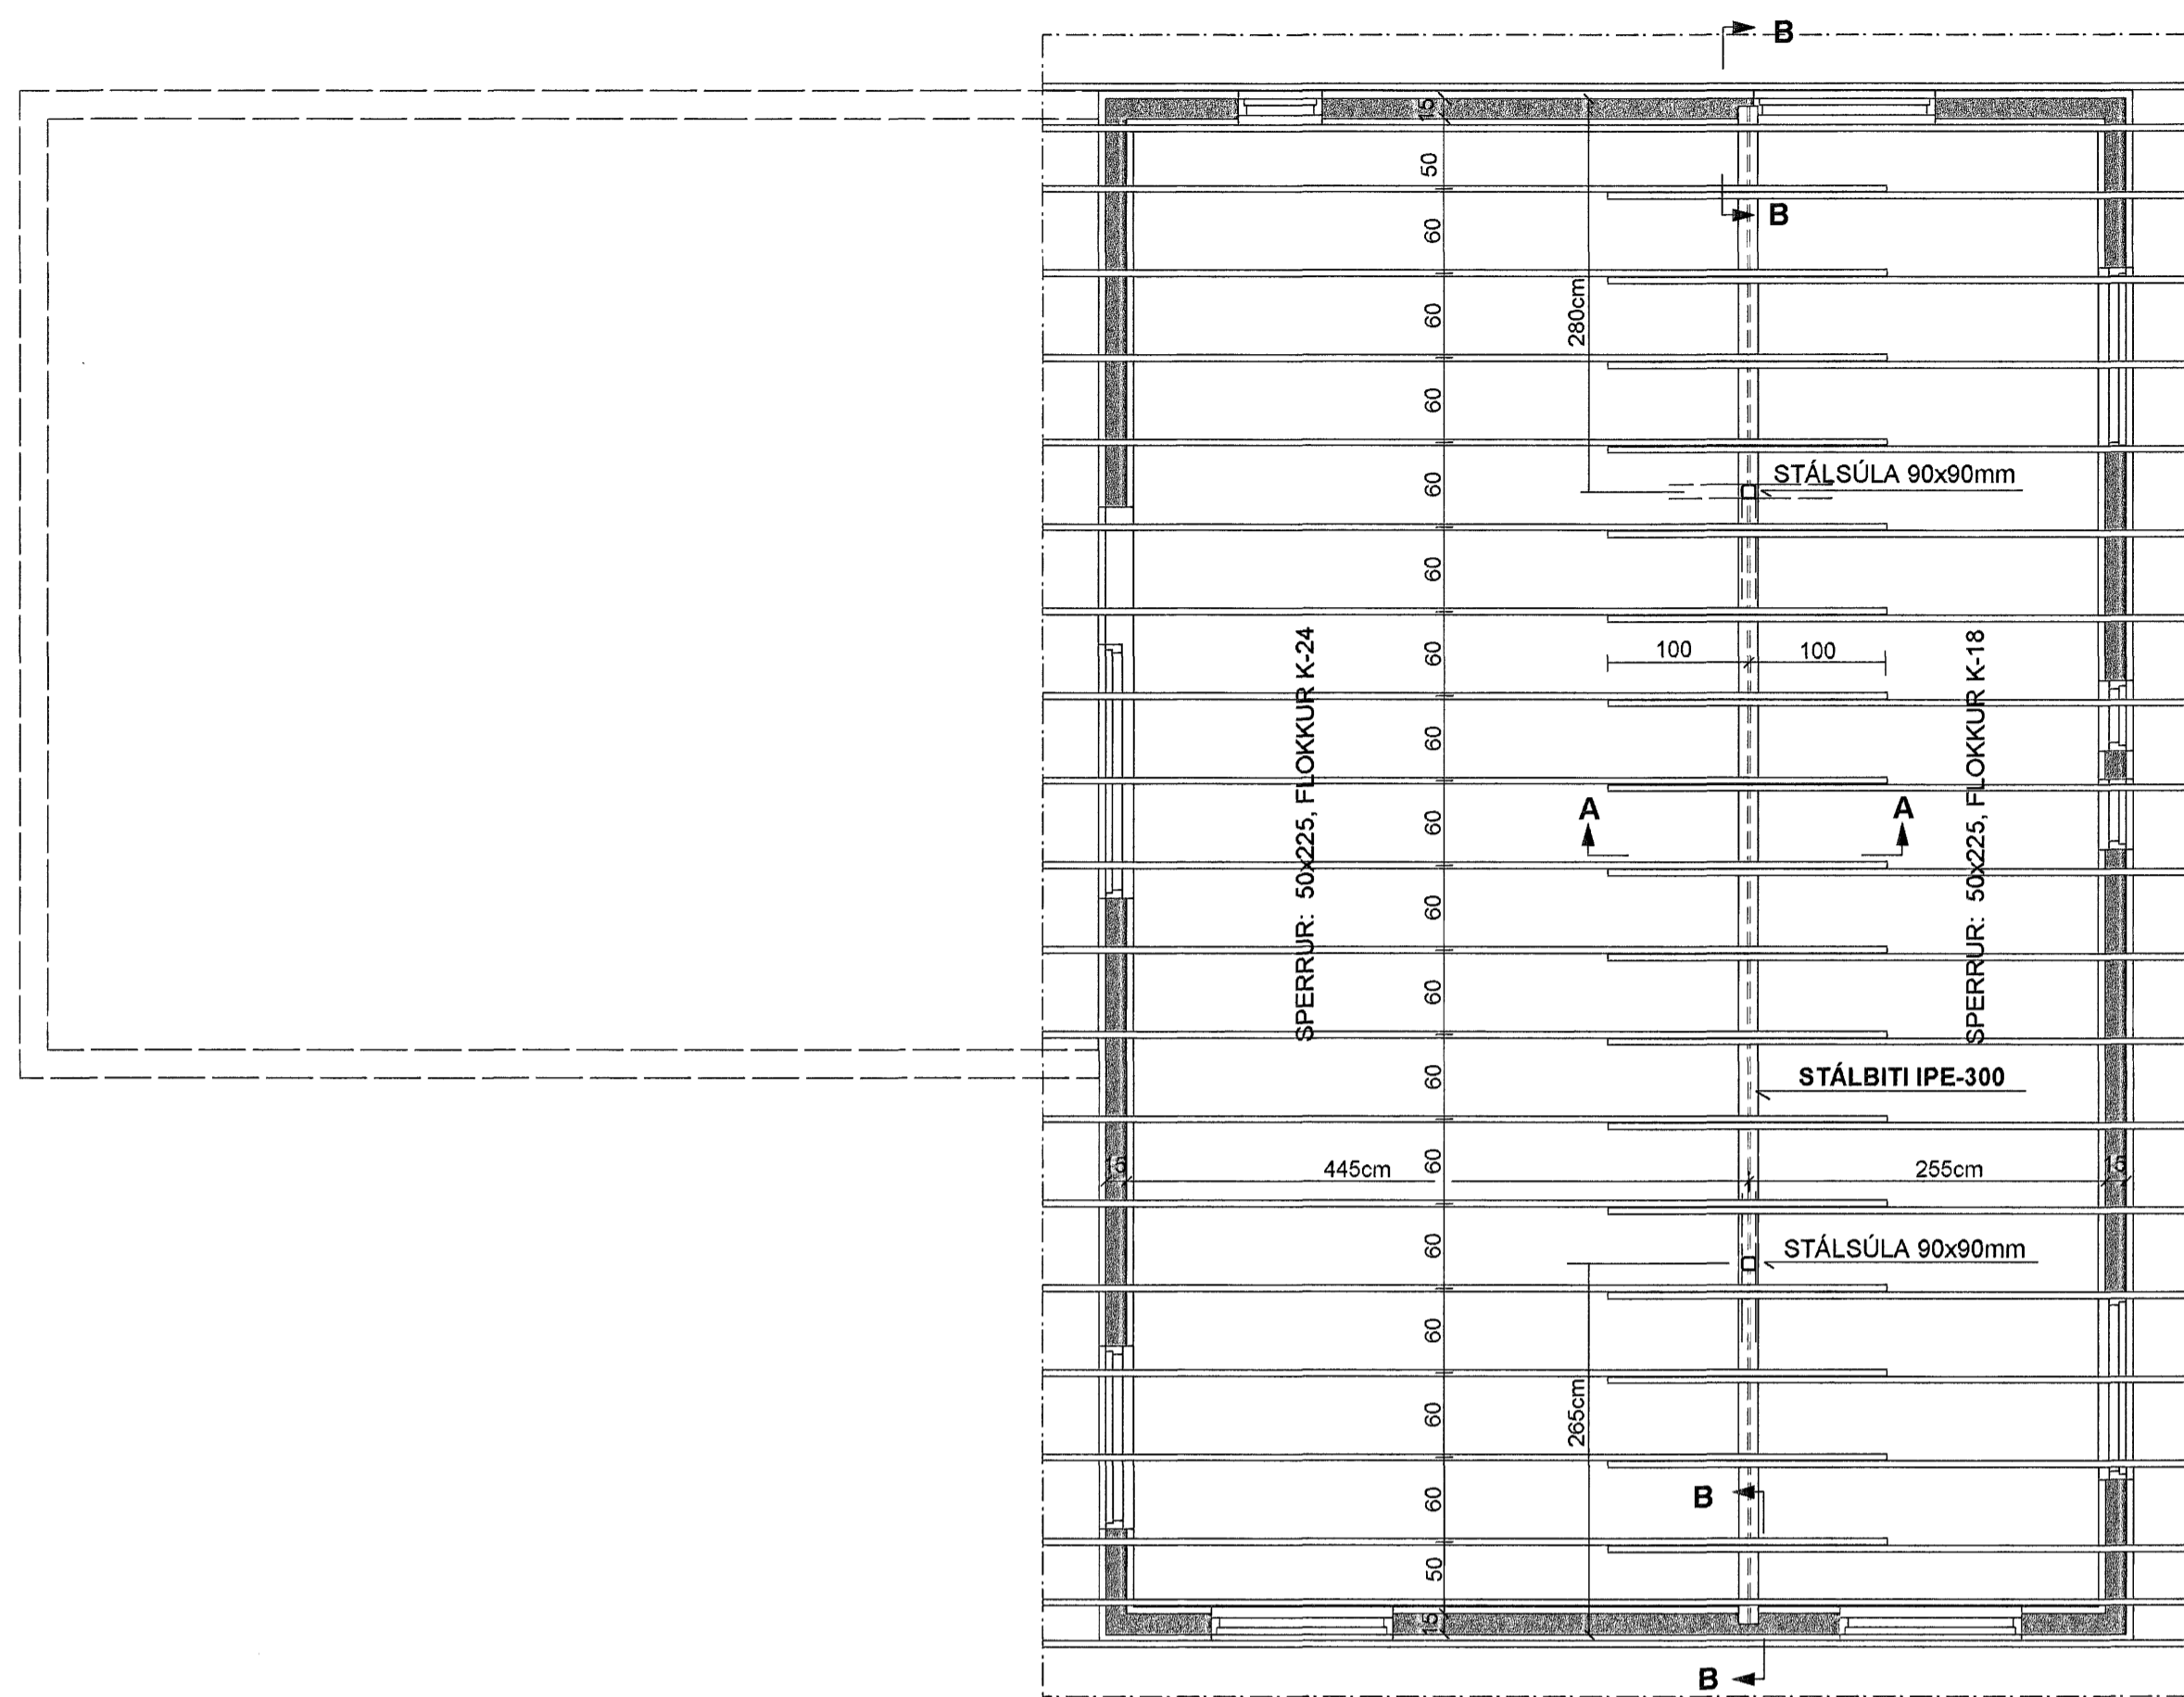 B
15
50
B
60
60
280cm
60
60
STÁLSÚLA 90x90mm
60
60
100
100
SPERRUR: 50x225, FLOKKUR K-24
SPERRUR: 50x225, FLOKKUR K-18
60
A
A
60
60
60
60
STÁLBITI IPE-300
15
445cm
60
255cm
15
60
STÁLSÚLA 90x90mm
60
60
265cm
60
B
50
15
B